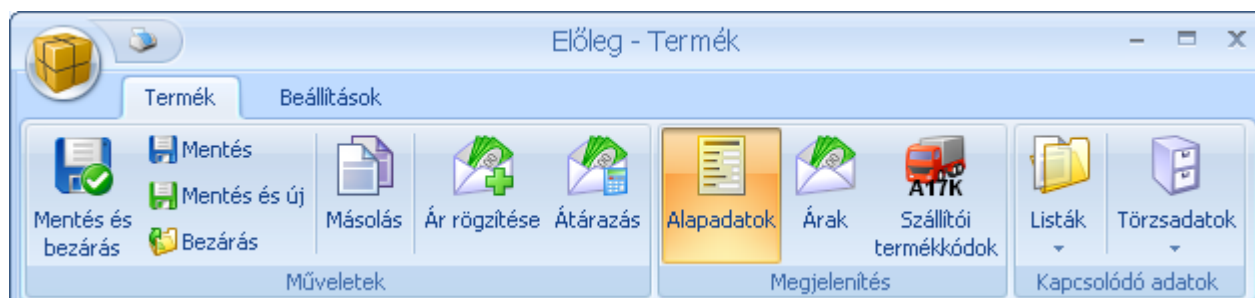 Előleg - Termék
Termék
Beállítások
Mentés és
bezárás
Mentés
Mentés és új
Bezárás
Másolás
Ár rögzítése
Átárazás
Műveletek
Alapadatok
Árak
A17K
Szállítói
termékkódok
Megjelenítés
Listák
Törzsadatok
Kapcsolódó adatok